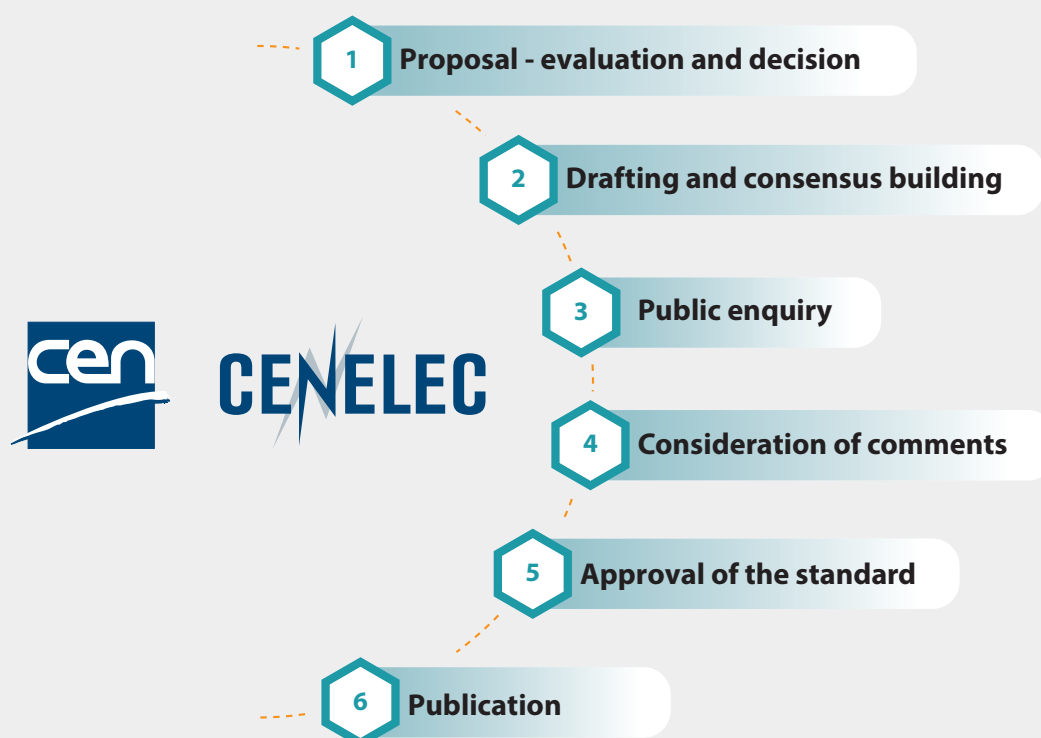 1 Proposal - evaluation and decision
2 Drafting and consensus building
3 Public enquiry
cen CENELEC
4 Consideration of comments
5 Approval of the standard
6 Publication